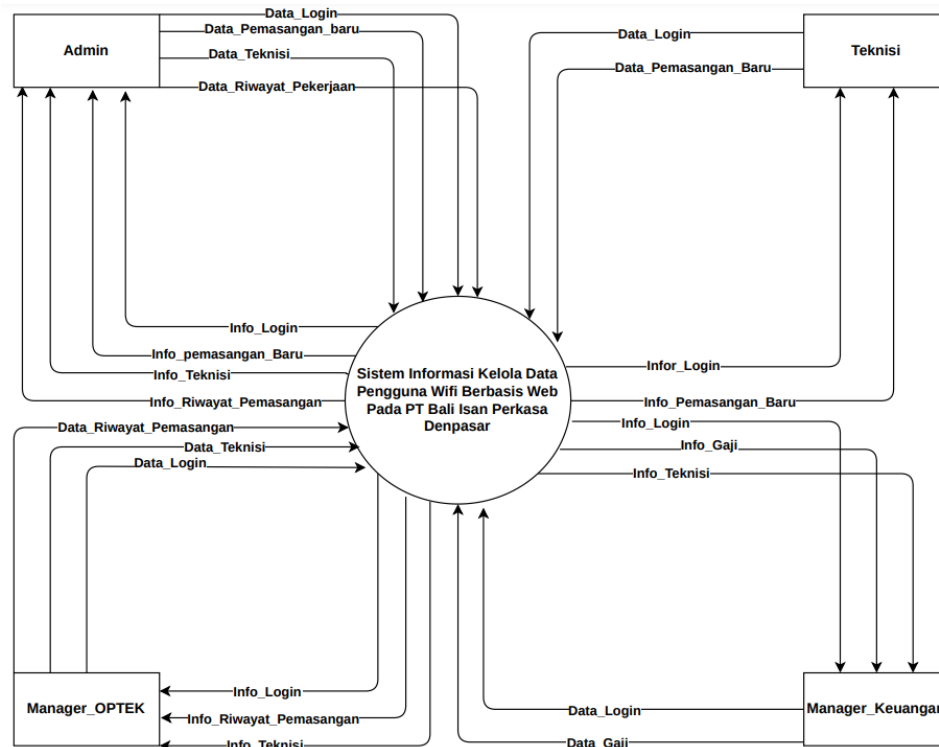 Data_Login
Data_Pemasangan_baru
Admin
Data_Teknisi
Data_Riwayat_Pekerjaan
Data_Login
Teknisi
Data_Pemasangan_Baru
Info_Login
Info_pemasangan_Baru
Info_Teknisi
Info_Riwayat_Pemasangan
Sistem Informasi Kelola Data
Pengguna Wifi Berbasis Web
Pada PT Bali Isan Perkasa
Denpasar
Infor_Login
Info_Pemasangan_Baru
Info_Login
Info_Gaji
Info_Teknisi
Data_Riwayat_Pemasangan
Data_Teknisi
Data_Login
Manager_OPTEK
Info_Login
Info_Riwayat_Pemasangan
Info_Teknisi
Data_Login
Manager_Keuangan
Data_Gaji